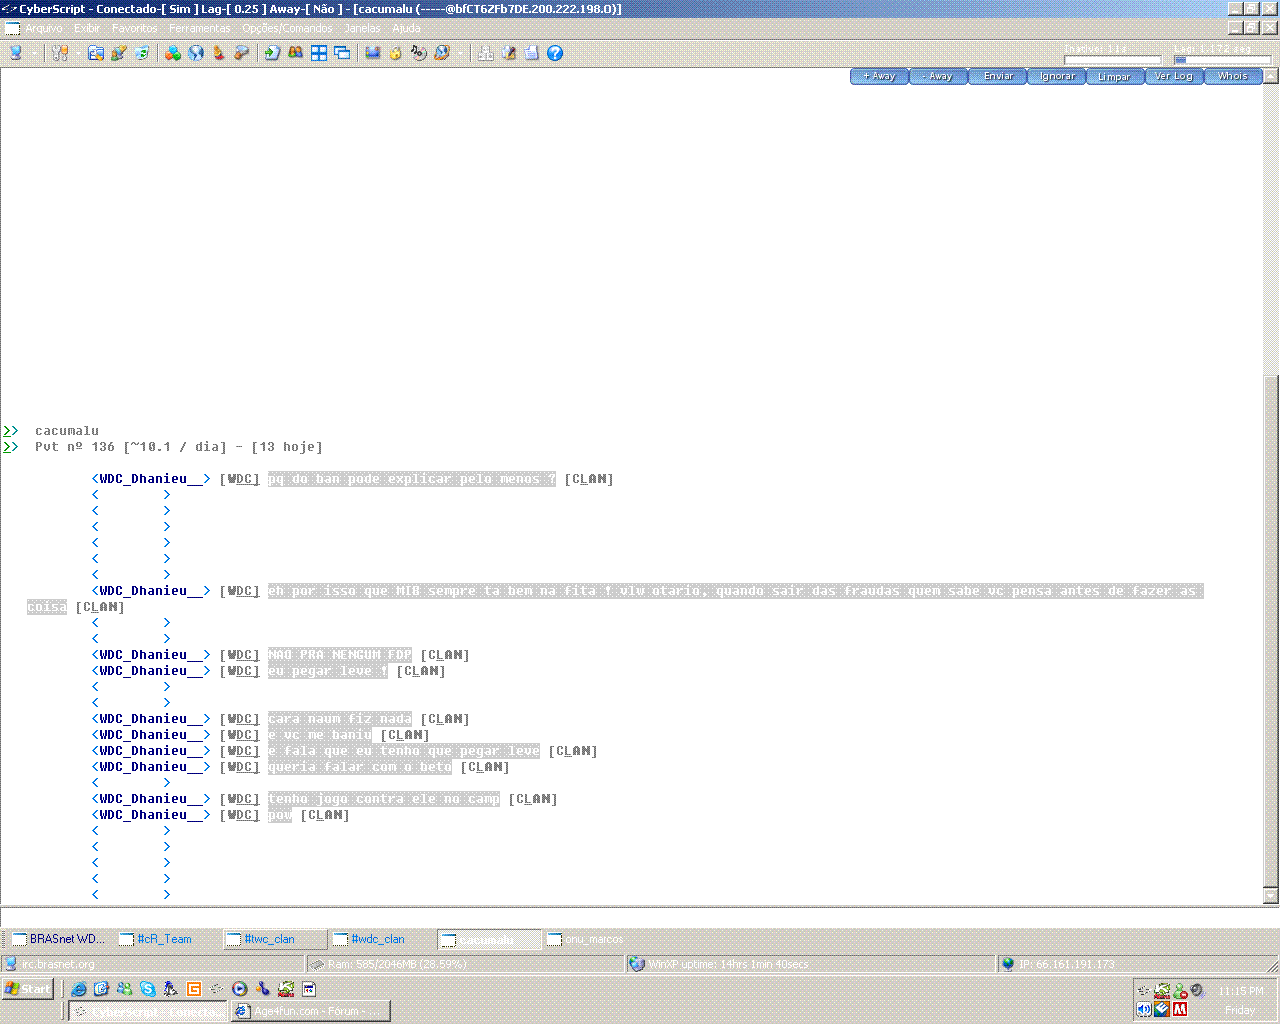 CyberScript - Conectado-[ Sim ] Lag-[ 0.25 ] Away-[ Não ] - [cacumalu (-----@bfCT6ZFb7DE.200.222.198.O)]
Arquivo Exibir Favoritos Ferramentas Opções/Comandos Janelas Ajuda
Inativo: 11s Lag: 1.172 seg
+ Away - Away Enviar Ignorar Limpar Ver Log Whois
>> cacumalu
>> Pvt nº 136 [~10.1 / dia] - [13 hoje]
<WDC_Dhanieu__> [WDC] pq do ban pode explicar pelo menos ? [CLAN]
< >
< >
< >
< >
< >
< >
<WDC_Dhanieu__> [WDC] eh por isso que MIB sempre ta bem na fita ! vlw otario, quando sair das fraudas quem sabe vc pensa antes de fazer as
coisa [CLAN]
< >
< >
<WDC_Dhanieu__> [WDC] NAO PRA NENGUM FDP [CLAN]
<WDC_Dhanieu__> [WDC] eu pegar leve ? [CLAN]
< >
< >
<WDC_Dhanieu__> [WDC] cara naum fiz nada [CLAN]
<WDC_Dhanieu__> [WDC] e vc me baniu [CLAN]
<WDC_Dhanieu__> [WDC] e fala que eu tenho que pegar leve [CLAN]
<WDC_Dhanieu__> [WDC] queria falar com o beto [CLAN]
< >
<WDC_Dhanieu__> [WDC] tenho jogo contra ele no camp [CLAN]
<WDC_Dhanieu__> [WDC] pow [CLAN]
< >
< >
< >
< >
< >
BRASnet WD... #cR_Team #twc_clan #wdc_clan cacumalu onu_marcos
irc.brasnet.org Ram: 585/2046MB (28.59%) WinXP uptime: 14hrs 1min 40secs IP: 66.161.191.173
Start 11:15 PM
CyberScript - Conecta... Age4fun.com - Fórum - ... Friday